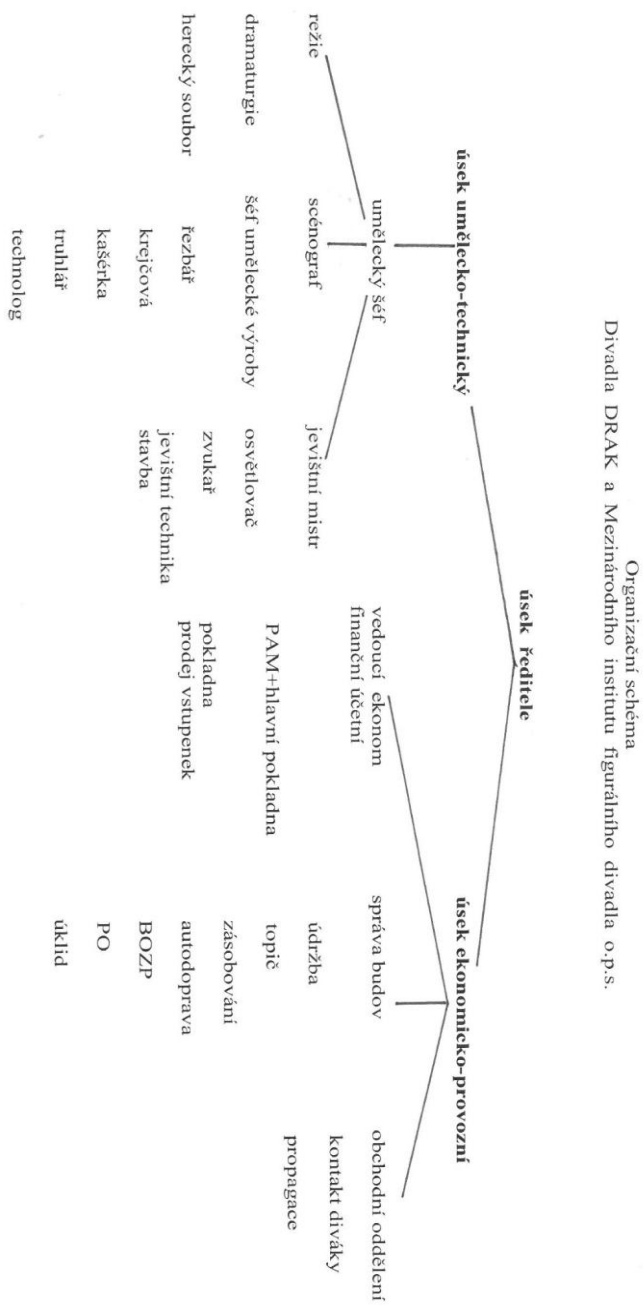 Organizační schéma
Divadla DRAK a Mezinárodního institutu figurálního divadla o.p.s.
úsek ředitele
úsek umělecko-technický
úsek ekonomicko-provozní
umělecký šéf
režie
dramaturgie
herecký soubor
scénograf
šéf umělecké výroby
řezbář
krejčová
kašérka
truhlář
technolog
jevištní mistr
osvětlovač
zvukař
jevištní technika
stavba
vedoucí ekonom
finanční účetní
PAM+hlavní pokladna
pokladna
prodej vstupenek
správa budov
údržba
topič
zásobování
autodoprava
BOZP
PO
úklid
obchodní oddělení
kontakt diváky
propagace